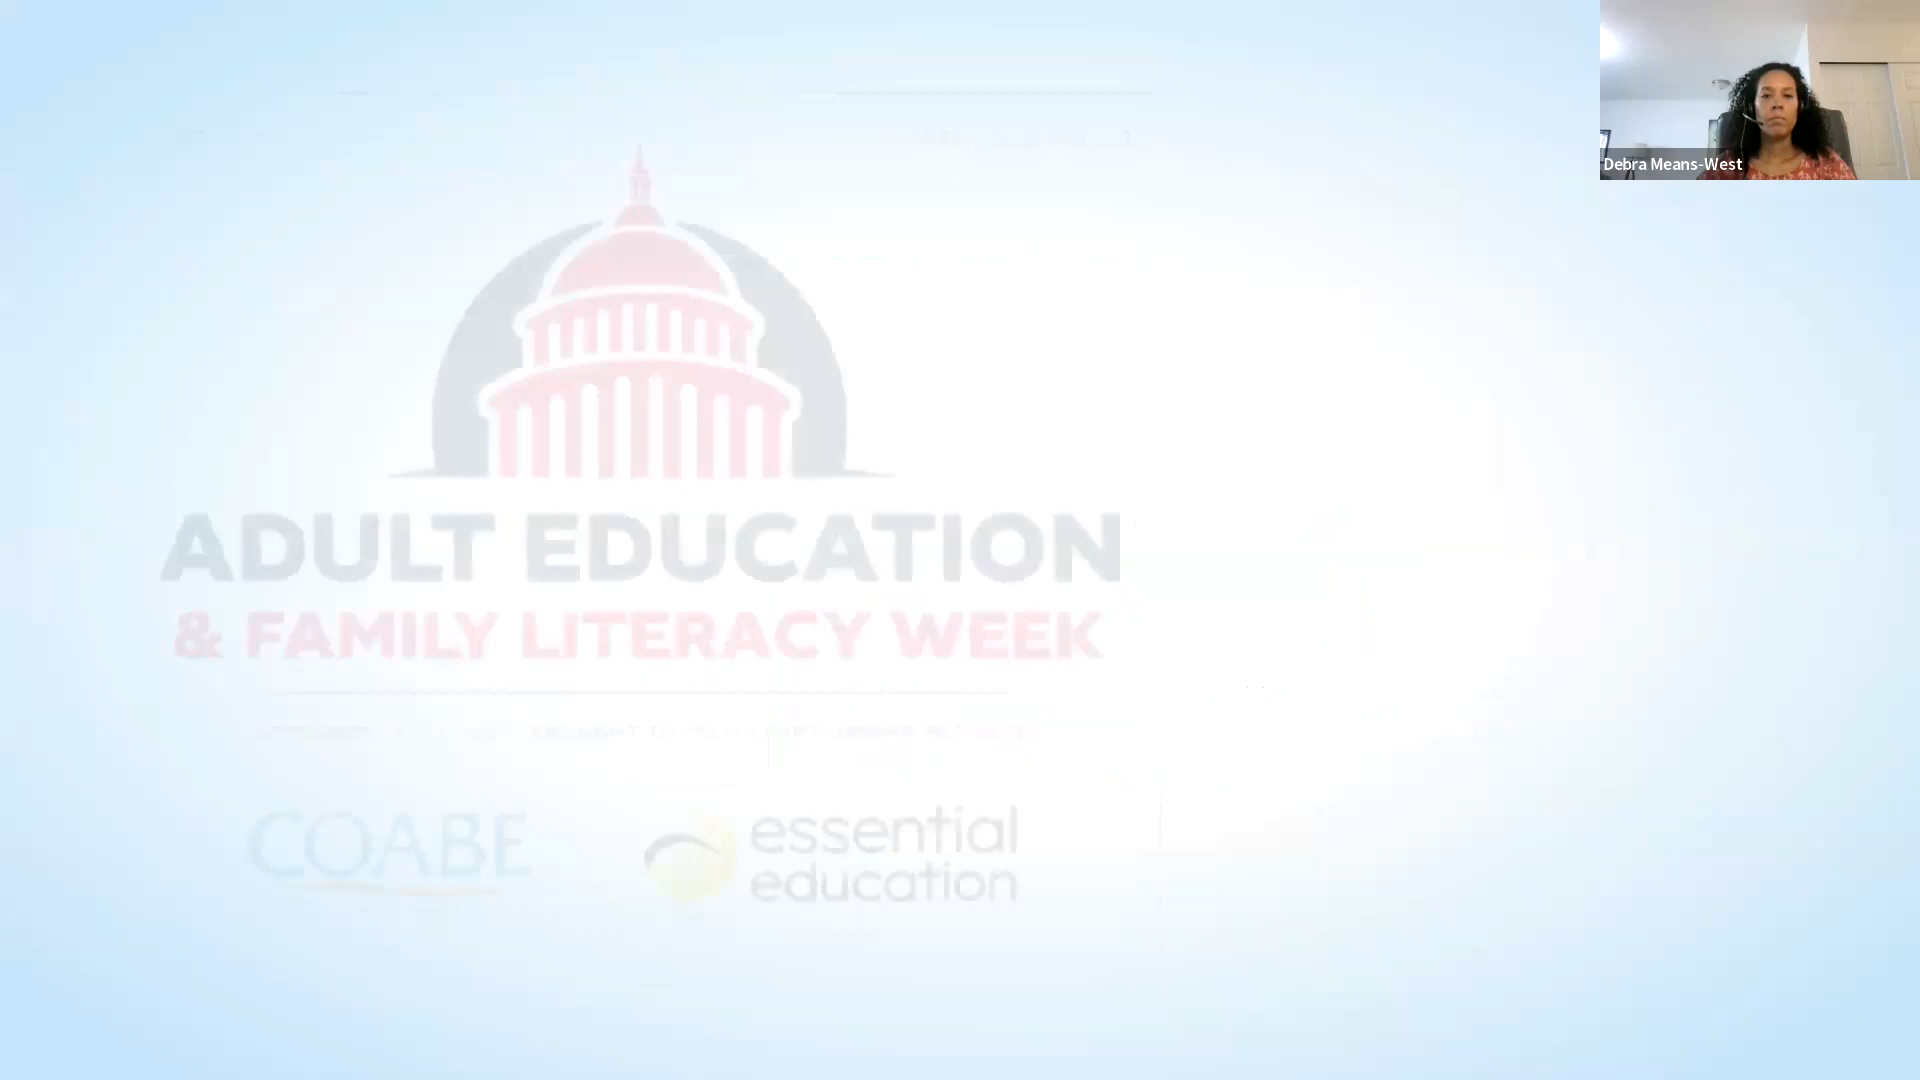 Debra Means-West
ADULT EDUCATION
& FAMILY LITERACY WEEK
COABE
essential
education